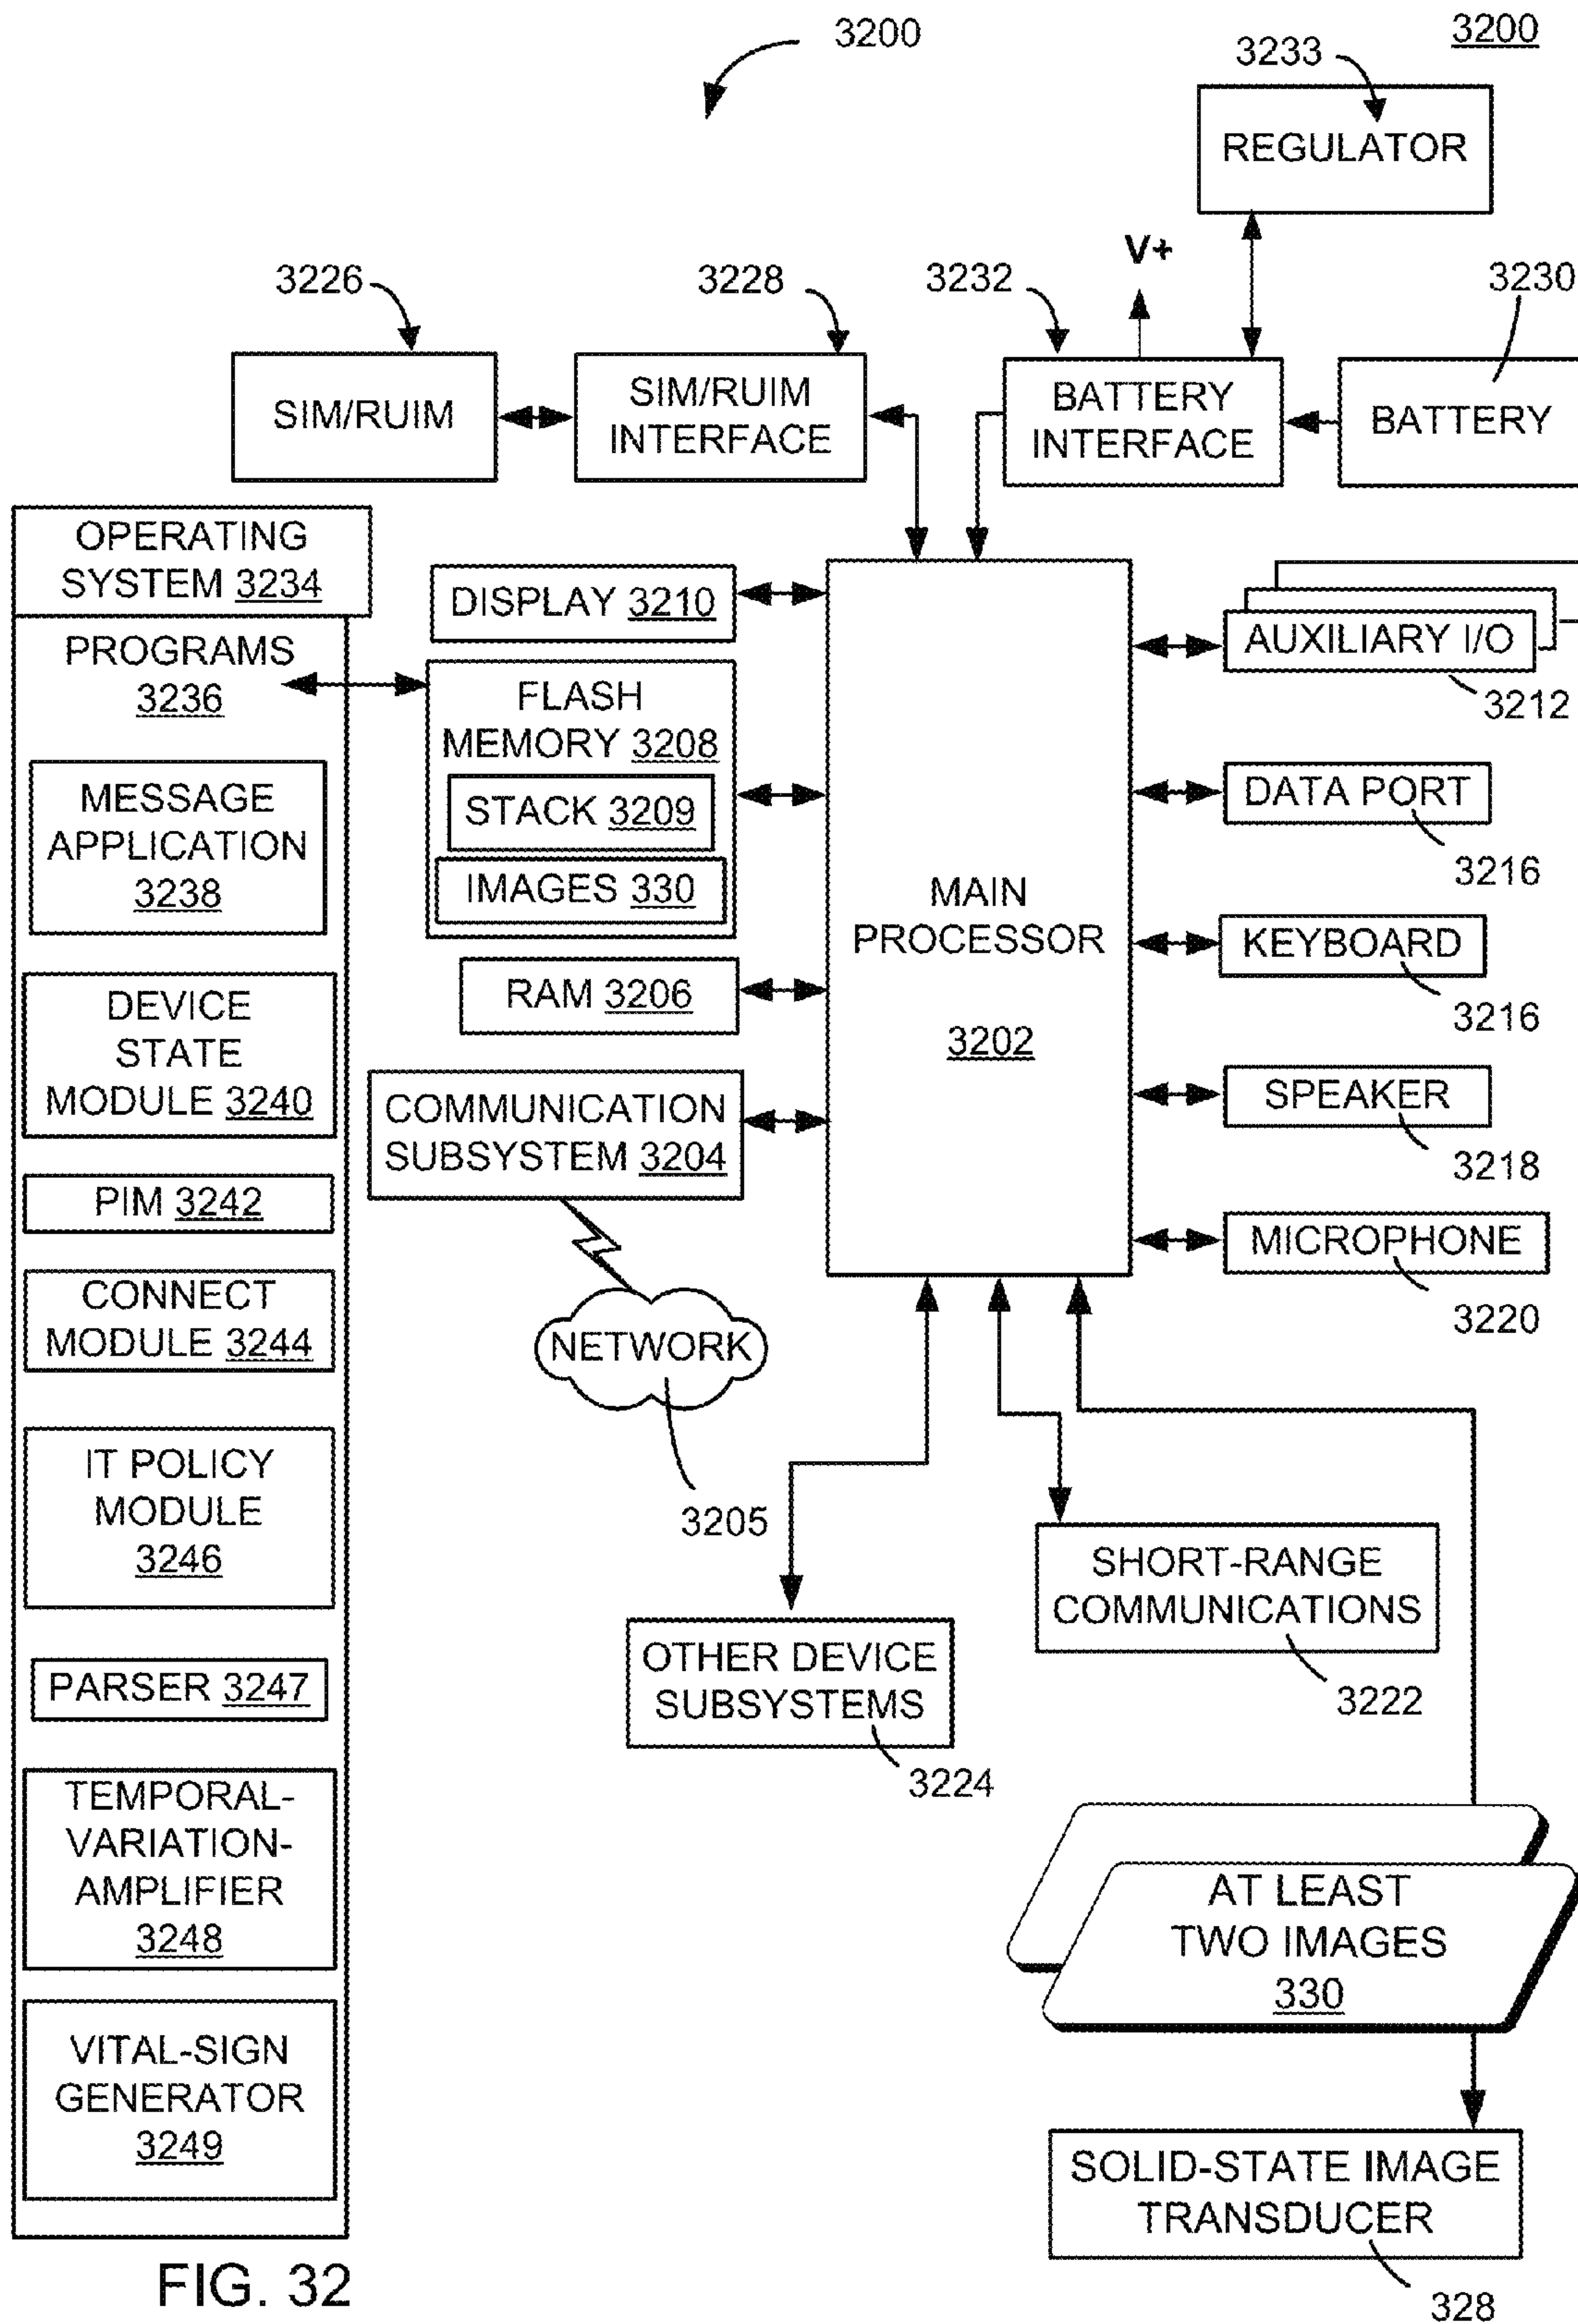 3200
3200
3233
REGULATOR
V+
3226
3228
3232
3230
SIM/RUIM
SIM/RUIM
INTERFACE
BATTERY
INTERFACE
BATTERY
OPERATING
SYSTEM 3234
PROGRAMS
3236
MESSAGE
APPLICATION
3238
DEVICE
STATE
MODULE 3240
PIM 3242
CONNECT
MODULE 3244
IT POLICY
MODULE
3246
PARSER 3247
TEMPORAL-
VARIATION-
AMPLIFIER
3248
VITAL-SIGN
GENERATOR
3249
DISPLAY 3210
FLASH
MEMORY 3208
STACK 3209
IMAGES 330
RAM 3206
COMMUNICATION
SUBSYSTEM 3204
NETWORK
3205
MAIN
PROCESSOR
3202
AUXILIARY I/O
3212
DATA PORT
3216
KEYBOARD
3216
SPEAKER
3218
MICROPHONE
3220
SHORT-RANGE
COMMUNICATIONS
3222
OTHER DEVICE
SUBSYSTEMS
3224
AT LEAST
TWO IMAGES
330
SOLID-STATE IMAGE
TRANSDUCER
328
FIG. 32